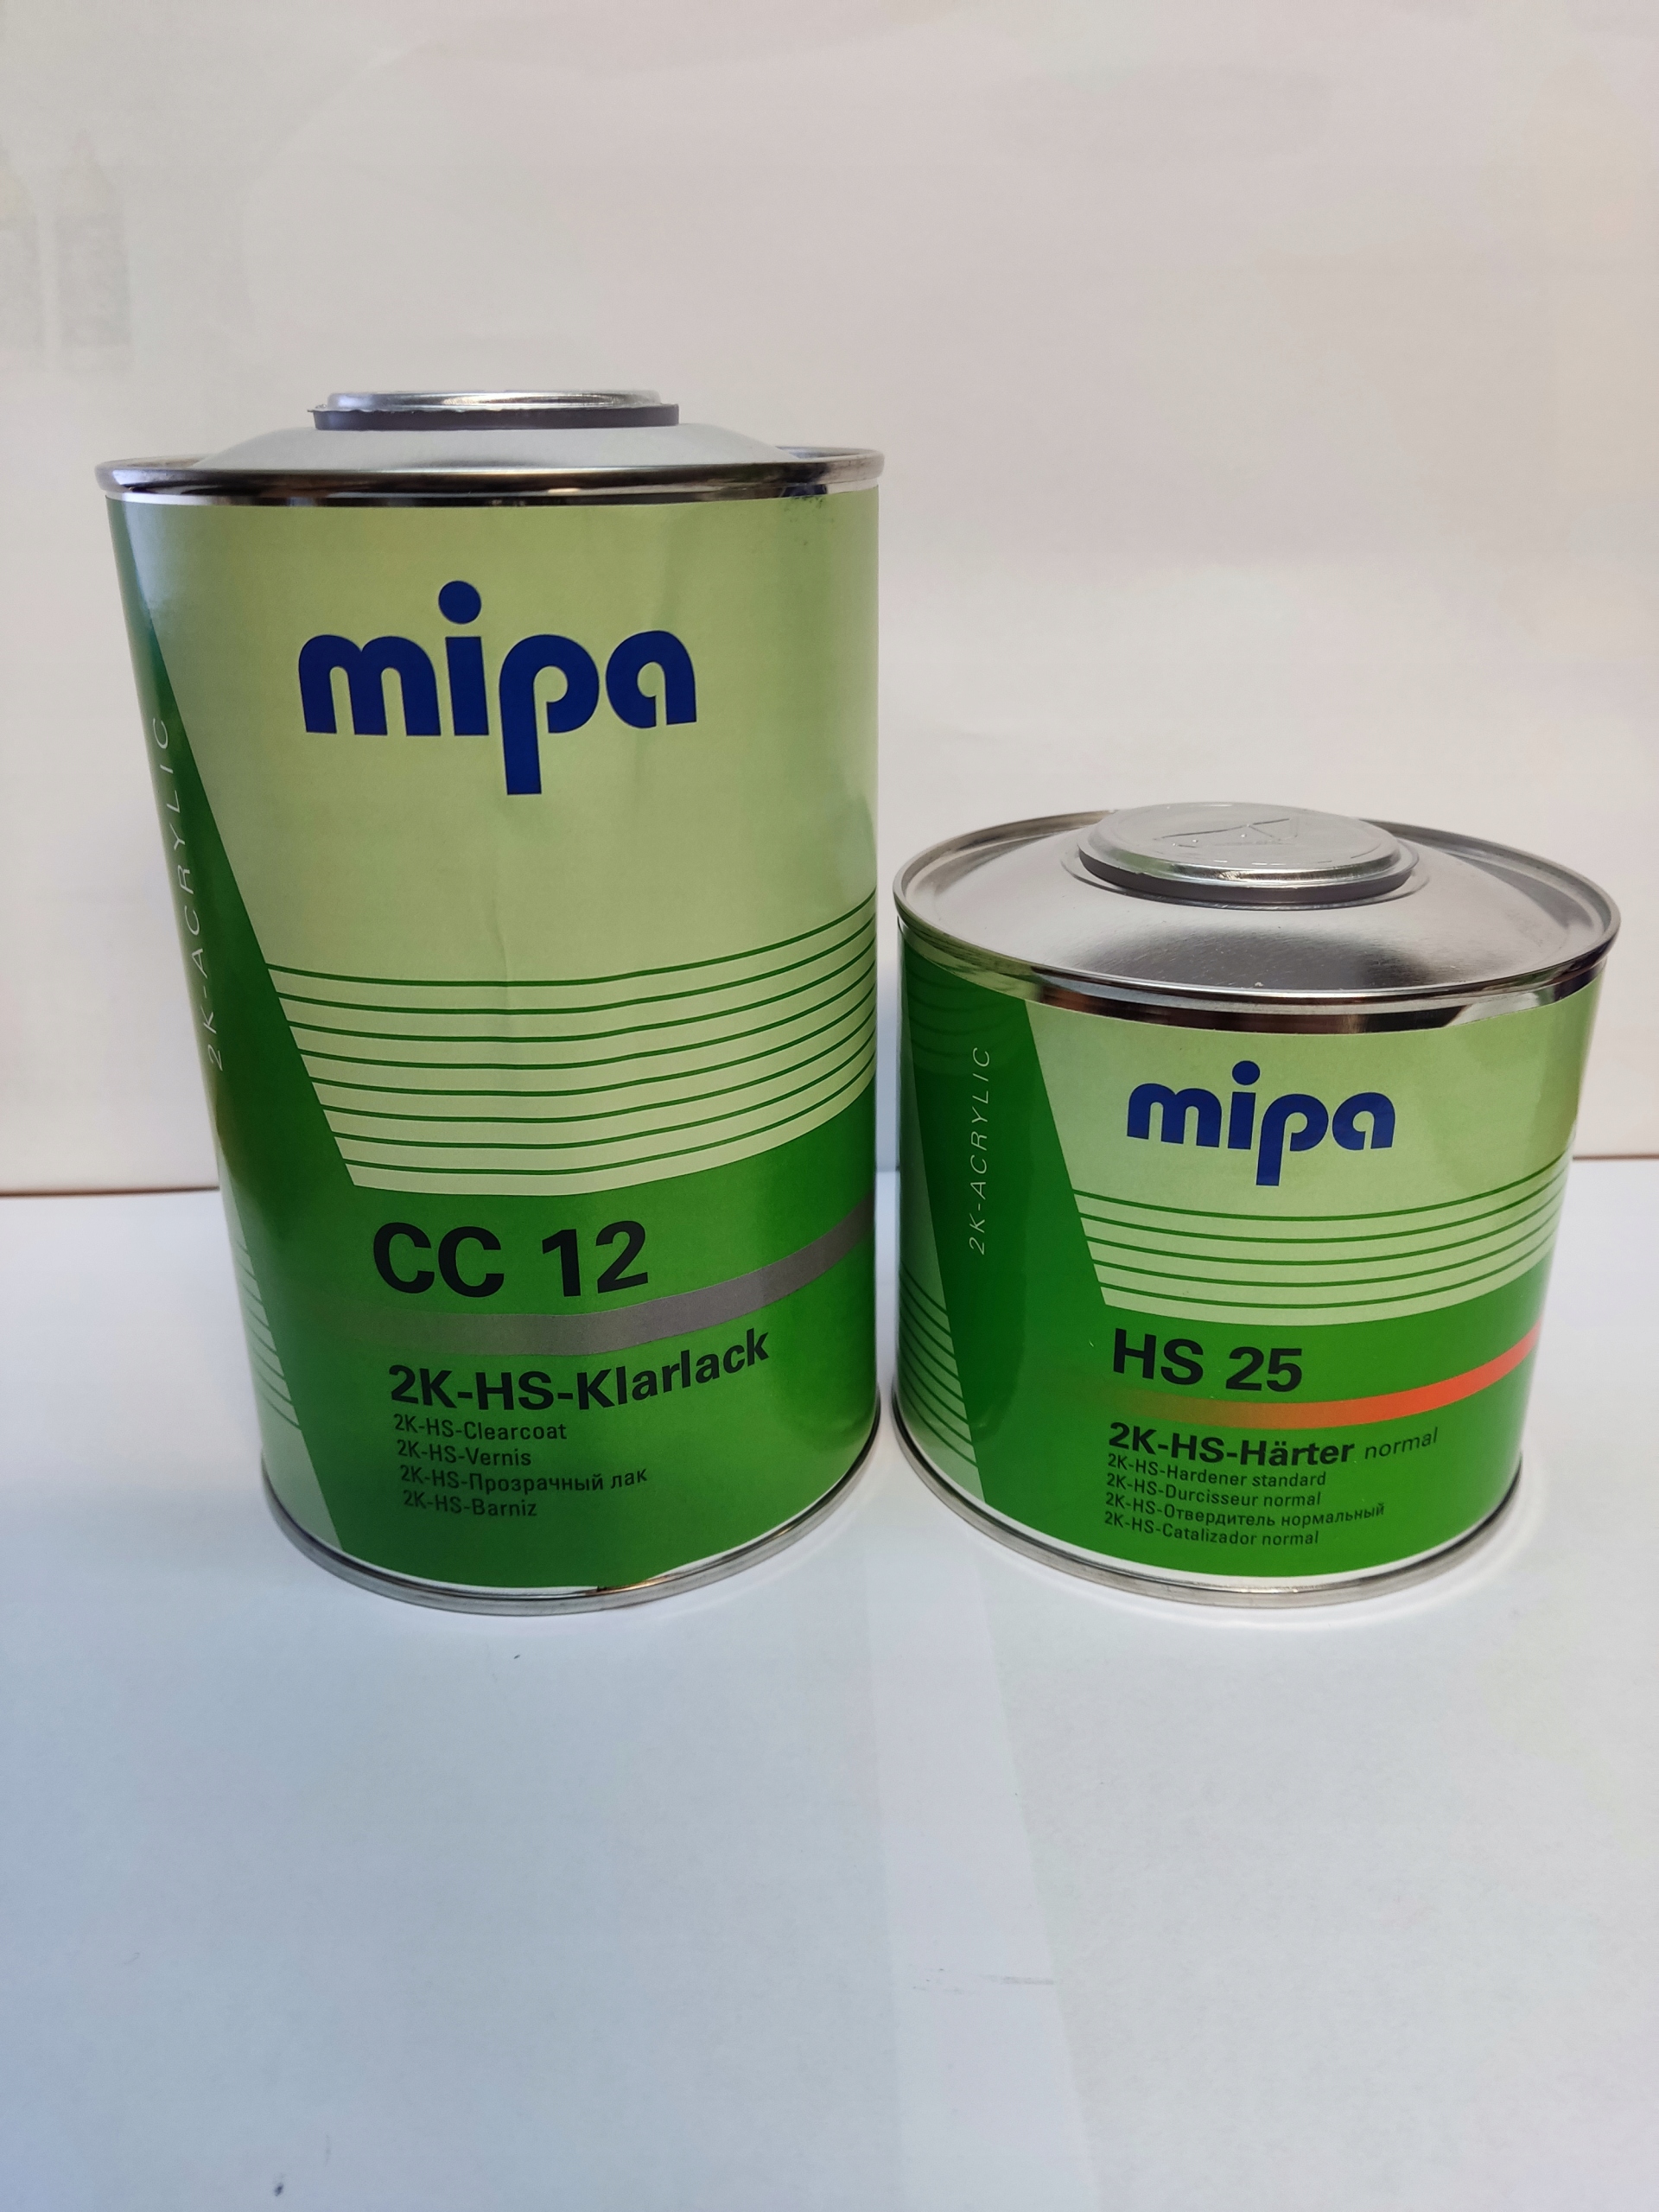 mipa
2K-ACRYLIC
CC 12
2K-HS-Klarlack
2K-HS-Clearcoat
2K-HS-Vernis
2K-HS-Прозрачный лак
2K-HS-Barniz
mipa
2K-ACRYLIC
HS 25
2K-HS-Härter normal
2K-HS-Hardener standard
2K-HS-Durcisseur normal
2K-HS-Отвердитель нормальный
2K-HS-Catalizador normal